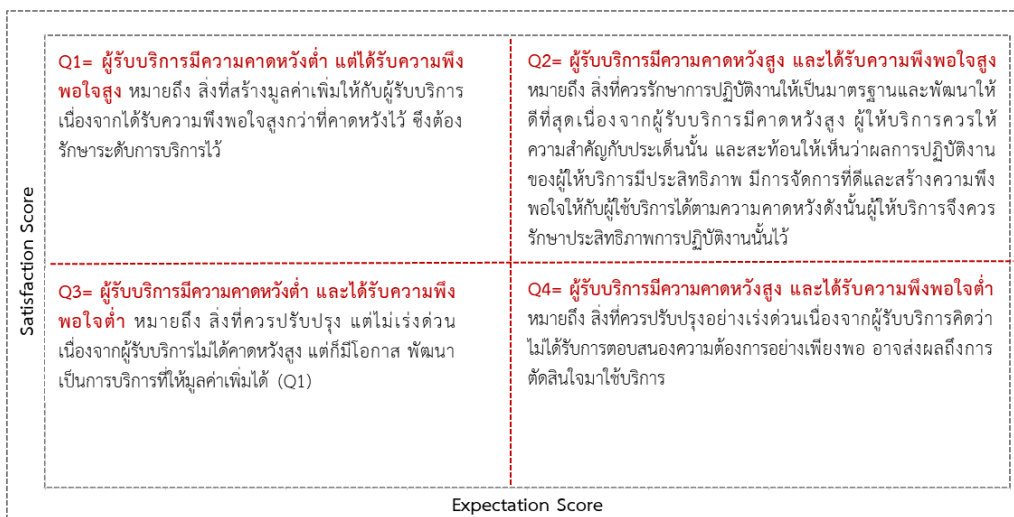 Q1= ผู้รับบริการมีความคาดหวังต่ำ แต่ได้รับความพึง
พอใจสูง หมายถึง สิ่งที่สร้างมูลค่าเพิ่มให้กับผู้รับบริการ
เนื่องจากได้รับความพึงพอใจสูงกว่าที่คาดหวังไว้ ซึ่งต้อง
รักษาระดับการบริการไว้
Q2= ผู้รับบริการมีความคาดหวังสูง และได้รับความพึงพอใจสูง
หมายถึง สิ่งที่ควรรักษาการปฏิบัติงานให้เป็นมาตรฐานและพัฒนาให้
ดีที่สุดเนื่องจากผู้รับบริการมีคาดหวังสูง ผู้ให้บริการควรให้
ความสำคัญกับประเด็นนั้น และสะท้อนให้เห็นว่าผลการปฏิบัติงาน
ของผู้ให้บริการมีประสิทธิภาพ มีการจัดการที่ดีและสร้างความพึง
พอใจให้กับผู้ใช้บริการได้ตามความคาดหวังดังนั้นผู้ให้บริการจึงควร
รักษาประสิทธิภาพการปฏิบัติงานนั้นไว้
Satisfaction Score
Q3= ผู้รับบริการมีความคาดหวังต่ำ และได้รับความพึง
พอใจต่ำ หมายถึง สิ่งที่ควรปรับปรุง แต่ไม่เร่งด่วน
เนื่องจากผู้รับบริการไม่ได้คาดหวังสูง แต่ก็มีโอกาส พัฒนา
เป็นการบริการที่ให้มูลค่าเพิ่มได้ (Q1)
Q4= ผู้รับบริการมีความคาดหวังสูง และได้รับความพึงพอใจต่ำ
หมายถึง สิ่งที่ควรปรับปรุงอย่างเร่งด่วนเนื่องจากผู้รับบริการคิดว่า
ไม่ได้รับการตอบสนองความต้องการอย่างเพียงพอ อาจส่งผลถึงการ
ตัดสินใจมาใช้บริการ
Expectation Score